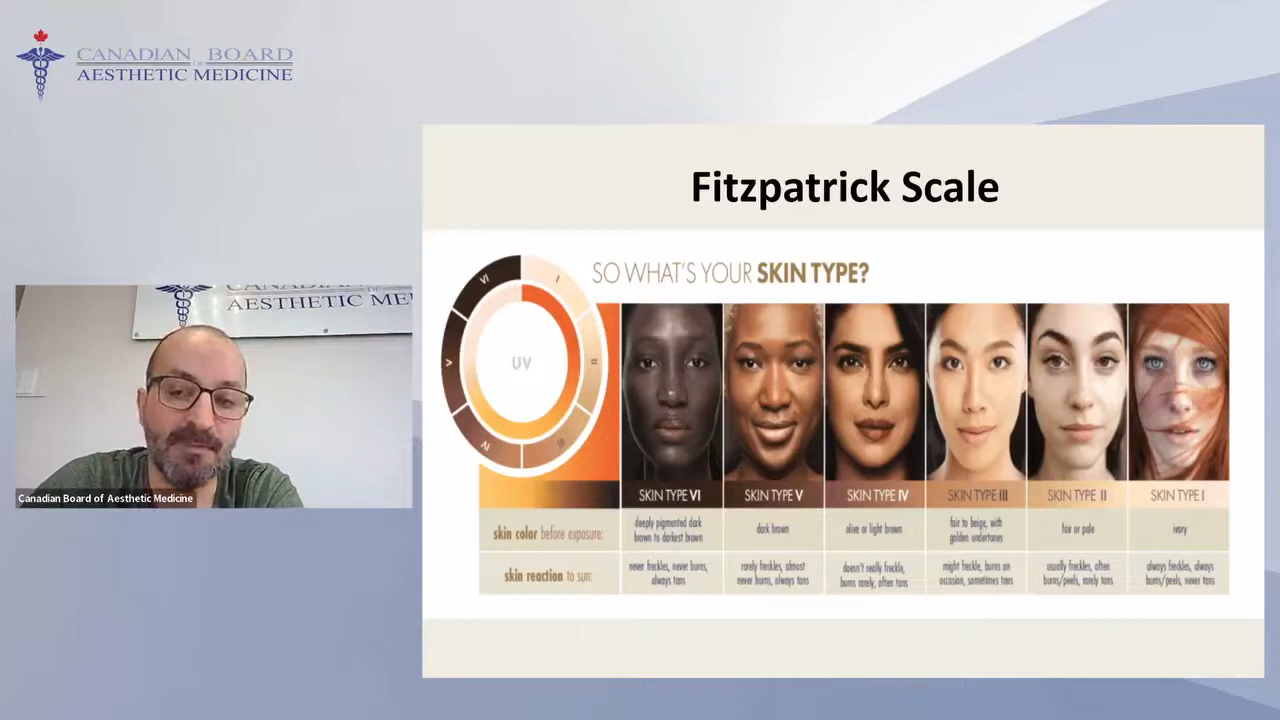 CANADIAN BOARD
OF
AESTHETIC MEDICINE
Fitzpatrick Scale
SO WHAT'S YOUR SKIN TYPE?
VI
I
V
UV
II
IV
III
SKIN TYPE VI
SKIN TYPE V
SKIN TYPE IV
SKIN TYPE III
SKIN TYPE II
SKIN TYPE I
skin color before exposure:
deeply pigmented dark
brown to darkest brown
dark brown
olive or light brown
fair to beige, with
golden undertones
fair or pale
ivory
skin reaction to sun:
never freckles, never burns,
always tans
rarely freckles, almost
never burns, always tans
doesn't really freckle,
burns rarely, often tans
might freckle, burns on
occasion, sometimes tans
usually freckles, often
burns/peels, rarely tans
always freckles, always
burns/peels, never tans
AESTHETIC ME
Canadian Board of Aesthetic Medicine